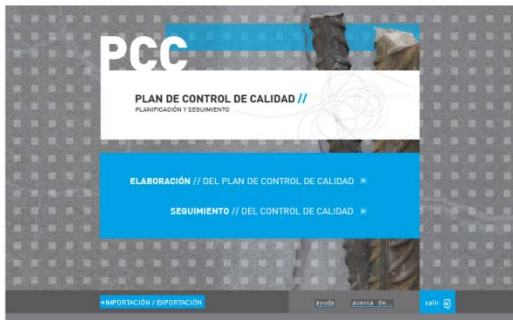 PCC
PLAN DE CONTROL DE CALIDAD //
PLANIFICACIÓN Y SEGUIMIENTO
ELABORACIÓN // DEL PLAN DE CONTROL DE CALIDAD
SEGUIMIENTO // DEL CONTROL DE CALIDAD
IMPORTACIÓN / EXPORTACIÓN
ayuda
acerca de...
salir